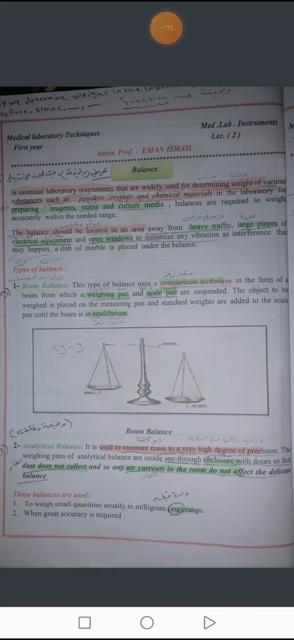 we determine weight in the lab
Function → وظيفة
Medical laboratory Techniques
Med .Lab . Instruments
First year
Lec. ( 2 )
Assist. Prof. : EMAN ISMAIL
Balance
Is essential laboratory instruments that are widely used for determining weight of various
substances such as : powders crystals and chemical materials in the laboratory for
preparing : reagents, stains and culture media , balances are required to weight
accurately within the needed range.
The balance should be located in an area away from heavy traffic, large pieces of
electrical equipment and open windows to minimize any vibration as interference that
may happen, a slab of marble is placed under the balance.
Types of balance :
1- Beam Balance: This type of balance uses a comparison technique in the form of a
beam from which a weighing pan and scale pan are suspended. The object to be
weighed is placed on the measuring pan and standard weights are added to the scale
pan until the beam is in equilibrium.
Beam Balance
2- Analytical Balance: It is used to measure mass to a very high degree of precision. The
weighing pans of analytical balance are inside see-through enclosure with doors so that
dust does not collect and so any air currents in the room do not affect the delicate
balance
These balances are used:
1. To weigh small quantities usually in milligram (mg) range.
2. When great accuracy is required .